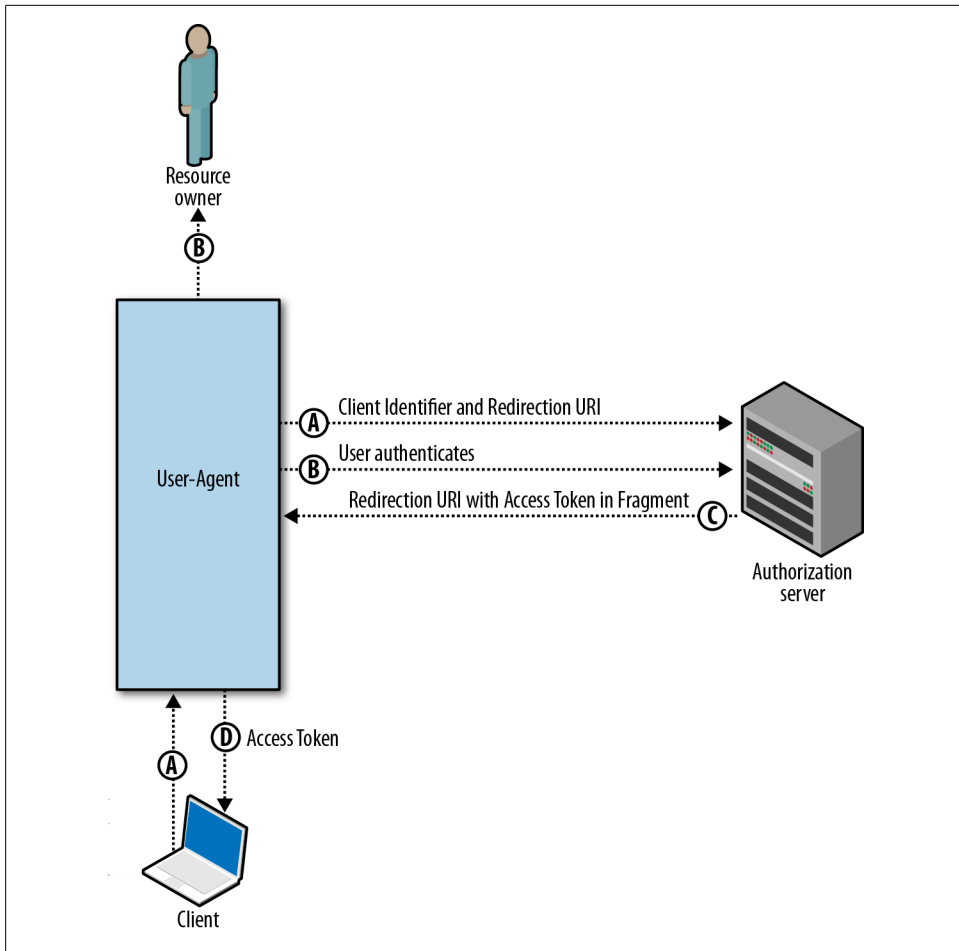 Resource
owner
B
A Client Identifier and Redirection URI
B User authenticates
User-Agent
Redirection URI with Access Token in Fragment C
Authorization
server
D Access Token
A
Client